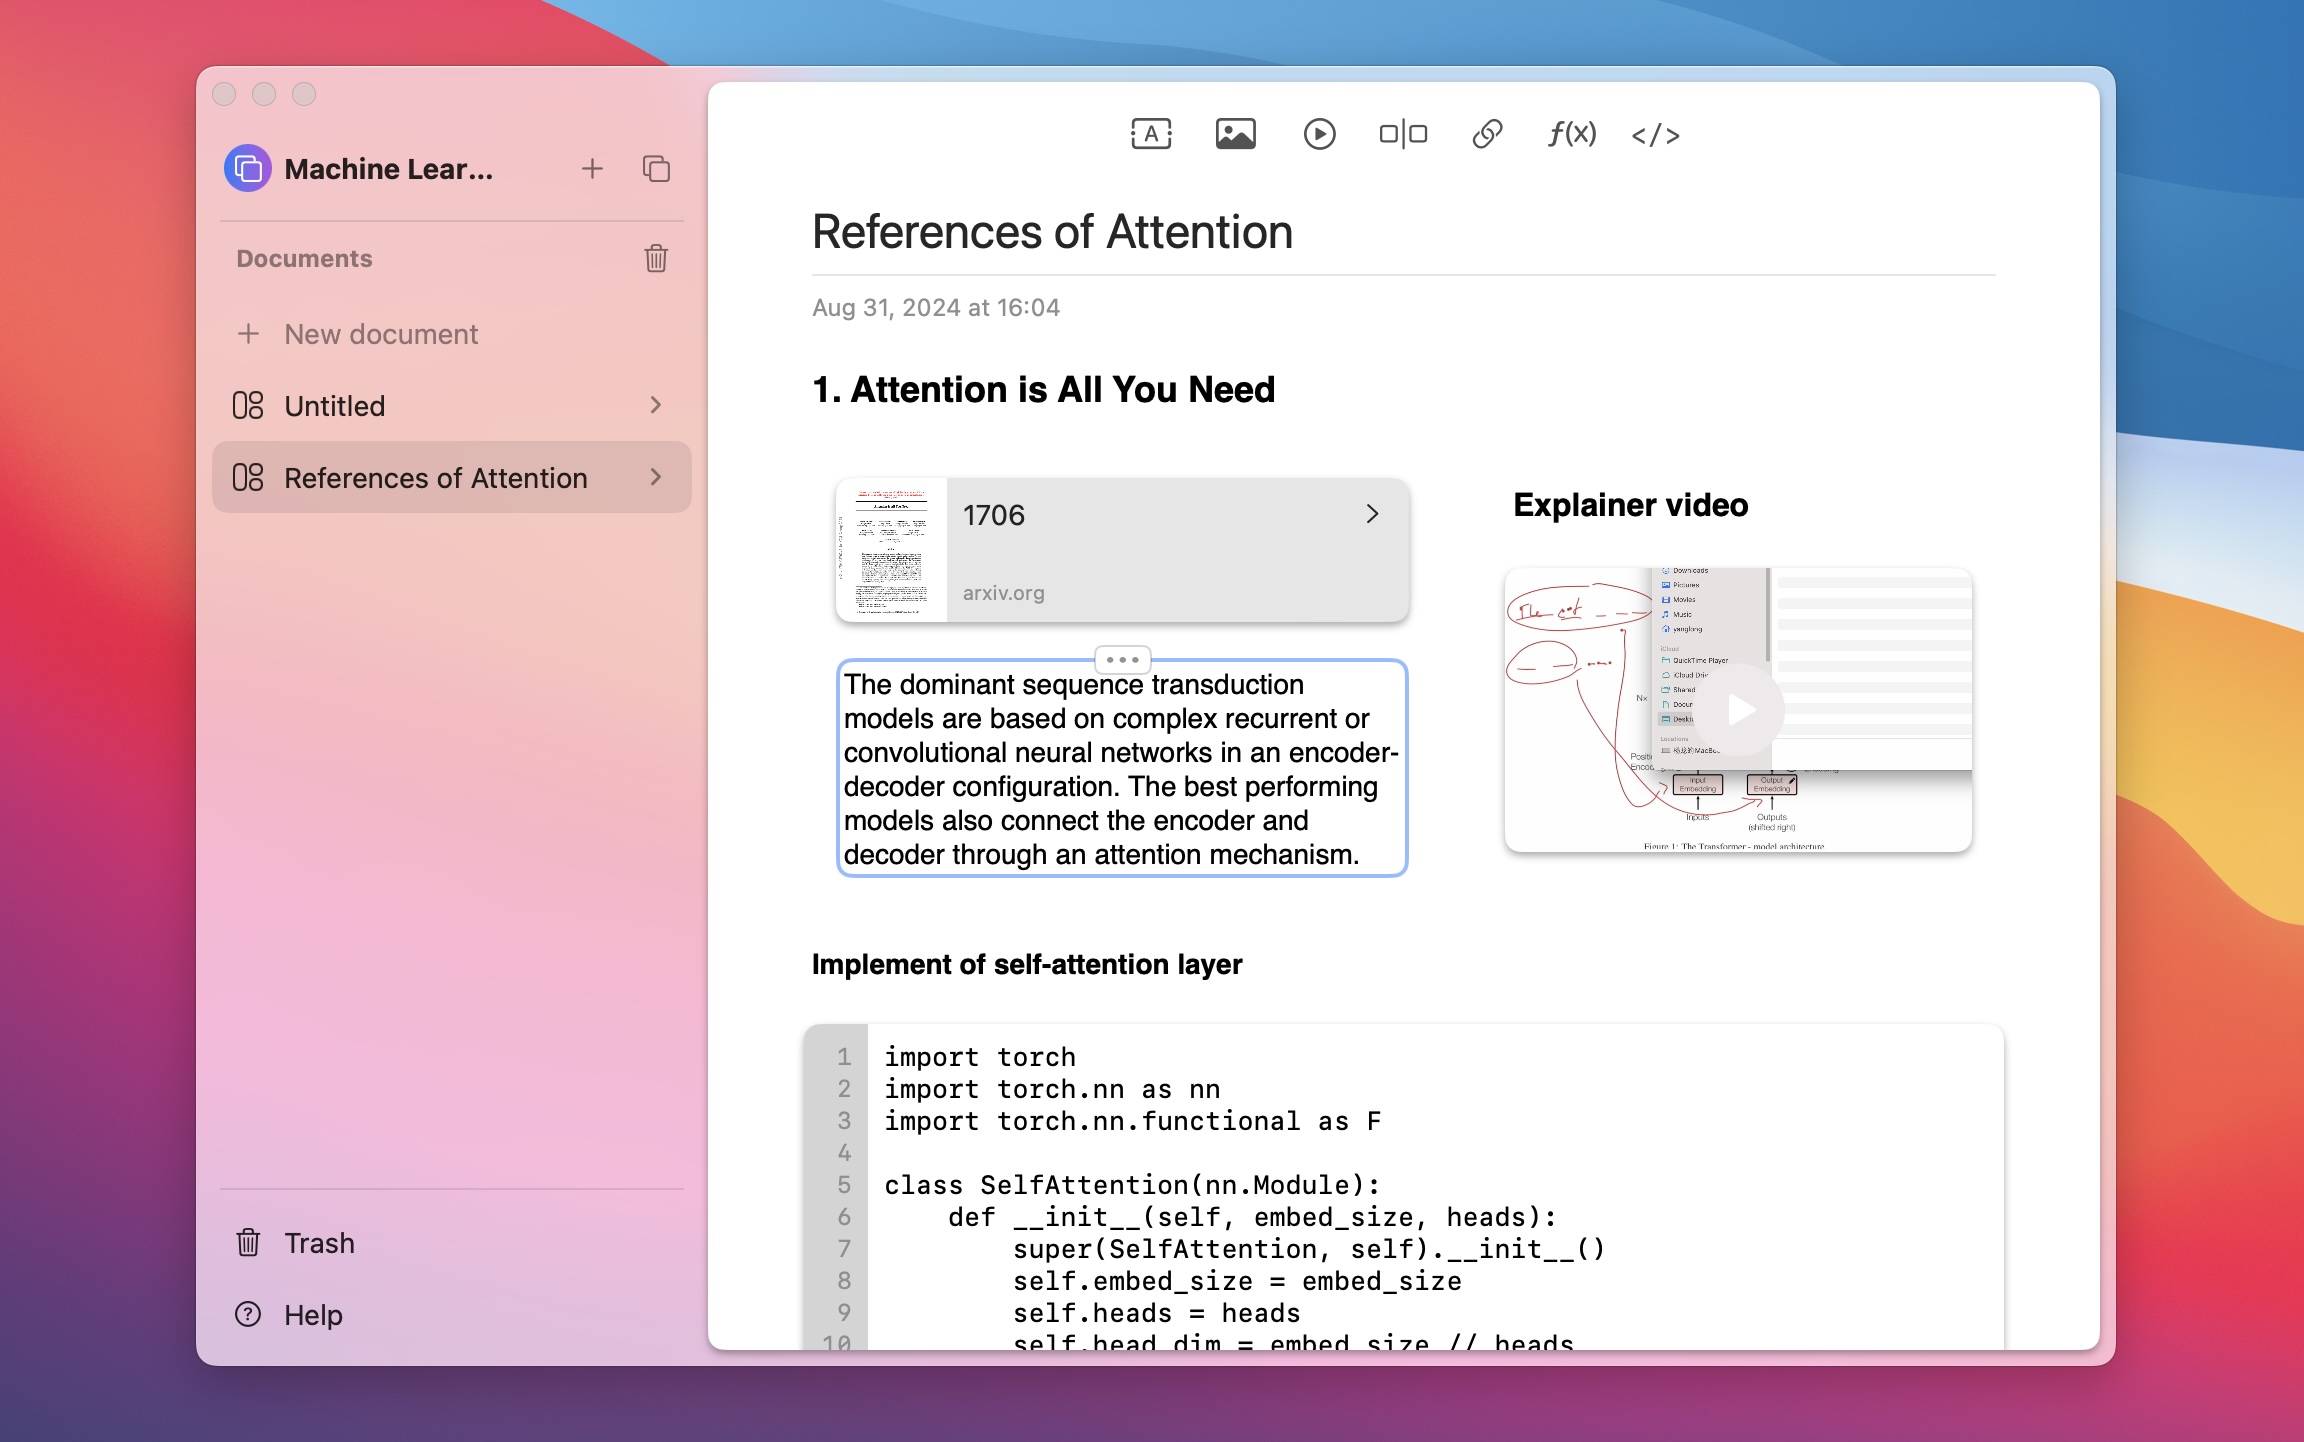 Machine Lear...
Documents
New document
Untitled
References of Attention
Trash
Help
A
f(x)
</>
References of Attention
Aug 31, 2024 at 16:04
1. Attention is All You Need
1706
arxiv.org
The dominant sequence transduction
models are based on complex recurrent or
convolutional neural networks in an encoder-
decoder configuration. The best performing
models also connect the encoder and
decoder through an attention mechanism.
Explainer video
The cat
Downloads
Pictures
Movies
Music
yanglong
iCloud
QuickTime Player
iCloud Driv
Shared
Docum
Deskt
Locations
Nx
Positi
Encod
Input
Embedding
Output
Embedding
Inputs
Outputs
(shifted right)
Figure 1: The Transformer - model architecture
Implement of self-attention layer
1 import torch
2 import torch.nn as nn
3 import torch.nn.functional as F
4
5 class SelfAttention(nn.Module):
6 def __init__(self, embed_size, heads):
7 super(SelfAttention, self).__init__()
8 self.embed_size = embed_size
9 self.heads = heads
10 self.head_dim = embed_size // heads